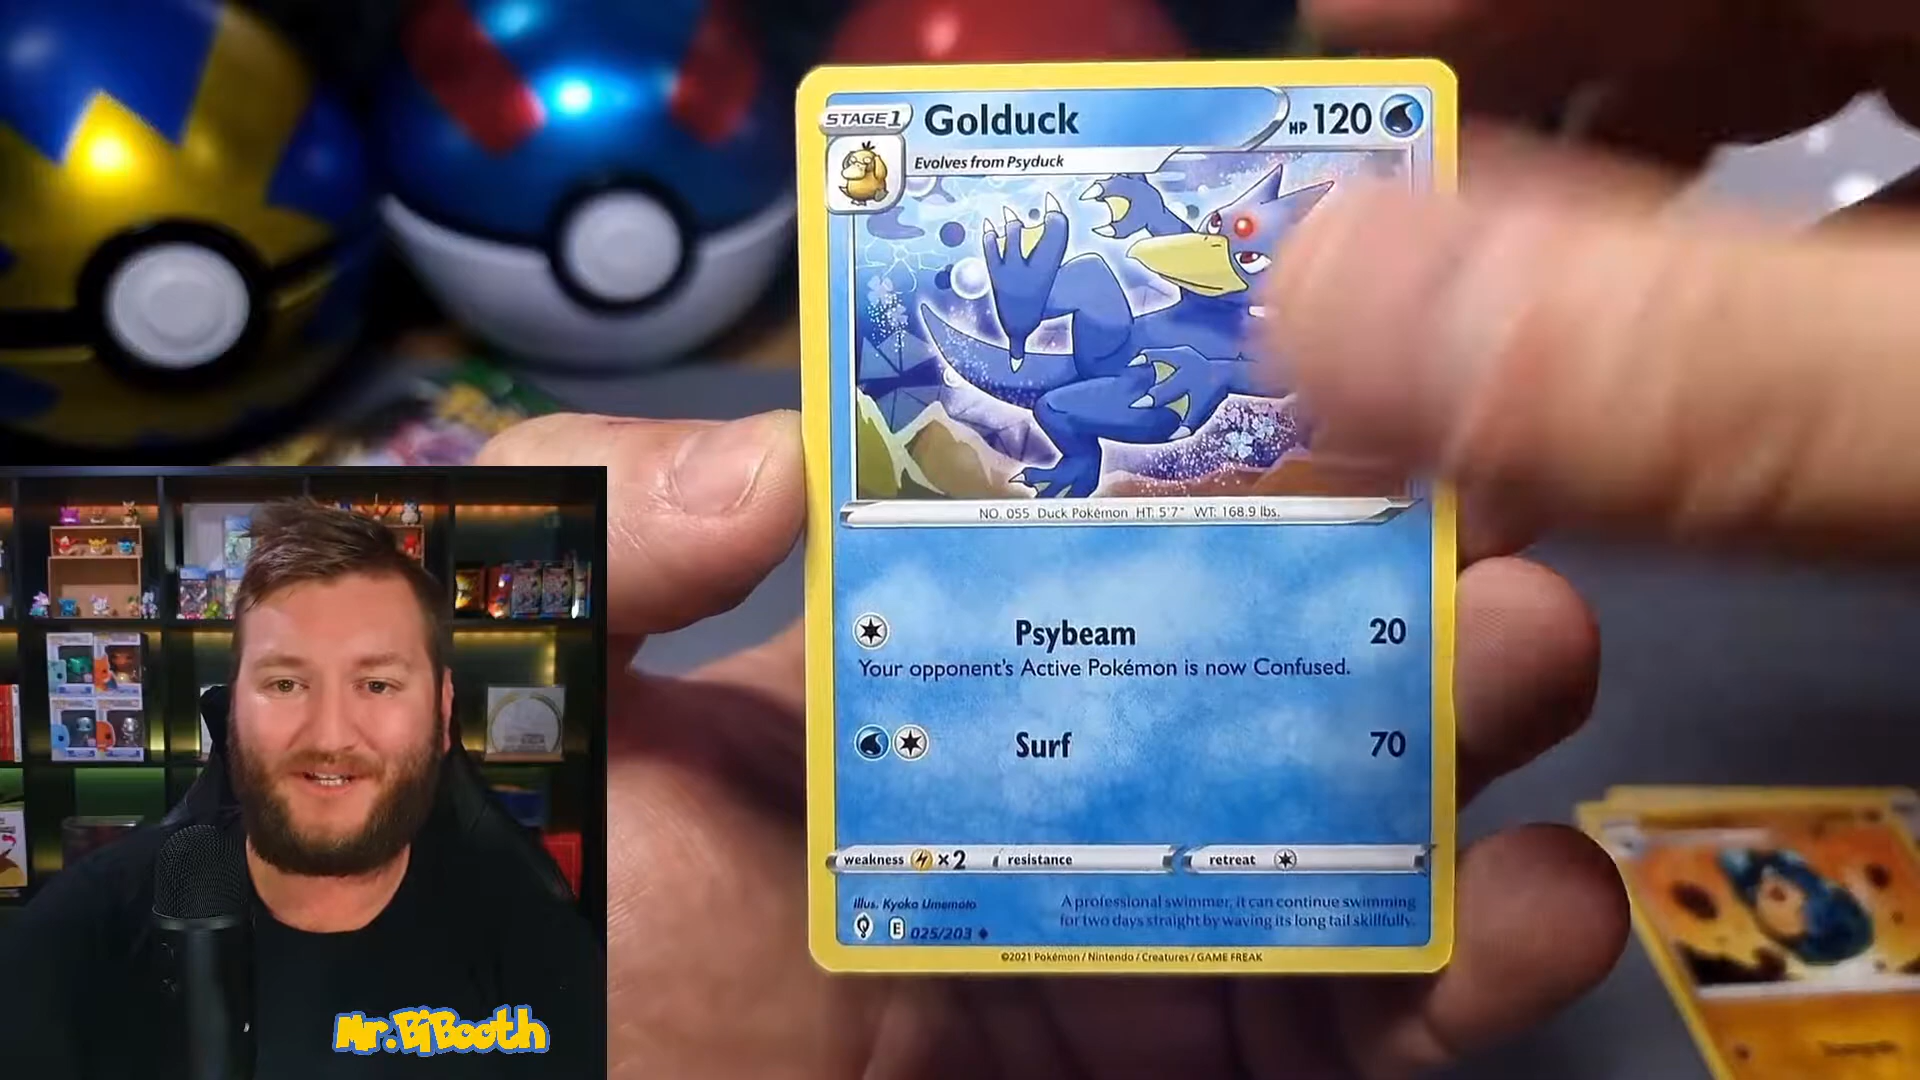 STAGE1
Golduck
HP 120
Evolves from Psyduck
NO. 055 Duck Pokémon HT: 5'7" WT: 168.9 lbs.
Psybeam 20
Your opponent's Active Pokémon is now Confused.
Surf 70
weakness ×2 resistance retreat
Illus. Kyoko Umemoto
A professional swimmer, it can continue swimming
for two days straight by waving its long tail skillfully.
E 025/203
©2021 Pokémon / Nintendo / Creatures / GAME FREAK
Mr.BiBooth